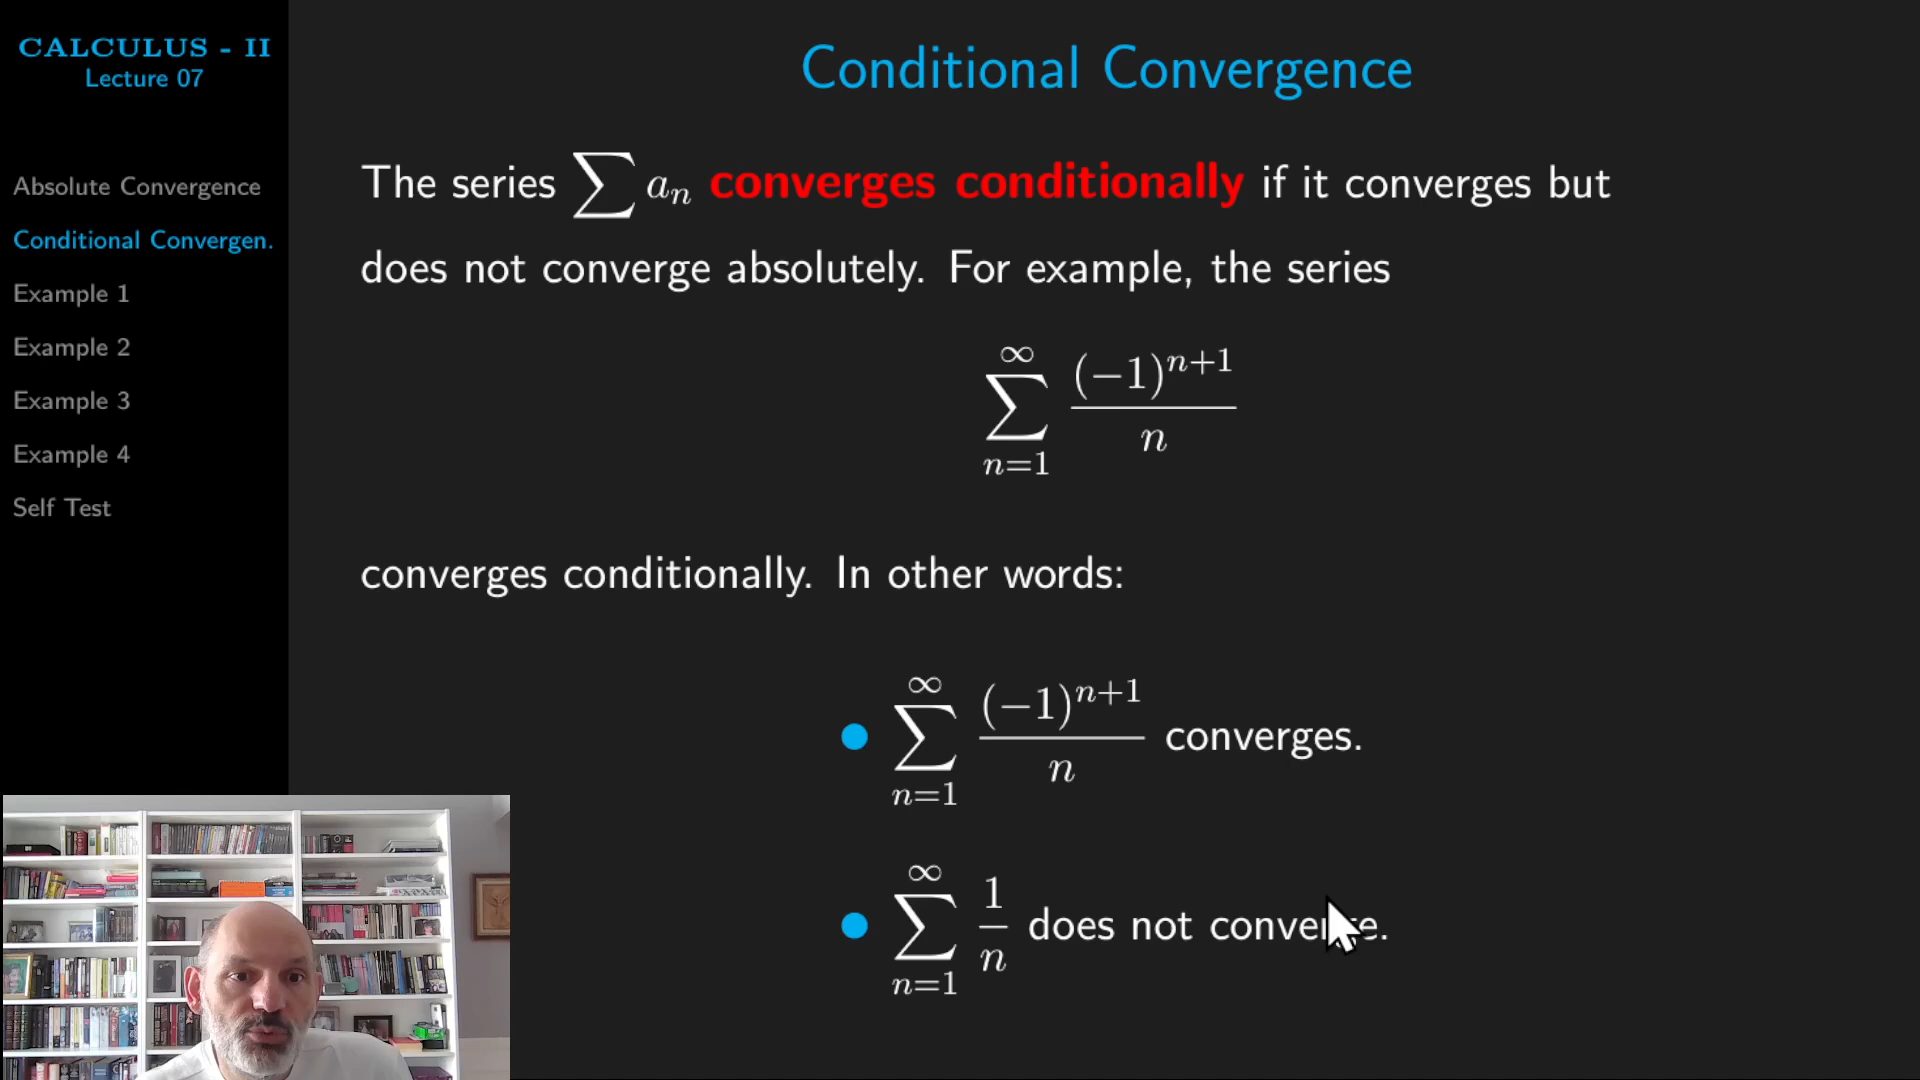 CALCULUS - II
Lecture 07
Absolute Convergence
Conditional Convergen.
Example 1
Example 2
Example 3
Example 4
Self Test
Conditional Convergence
The series ∑ aₙ converges conditionally if it converges but
does not converge absolutely. For example, the series
∑_{n=1}^{∞} (−1)^{n+1}/n
converges conditionally. In other words:
• ∑_{n=1}^{∞} (−1)^{n+1}/n converges.
• ∑_{n=1}^{∞} 1/n does not converge.